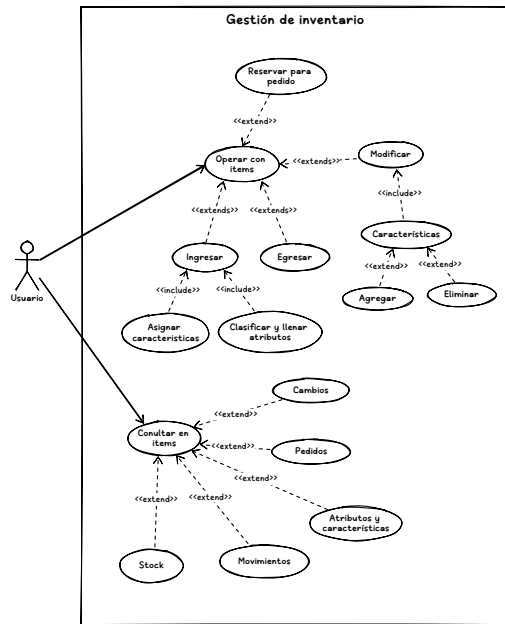 Gestión de inventario
Reservar para
pedido
<<extend>>
Operar con
items
<<extends>>
Modificar
<<include>>
<<extends>>
<<extends>>
Características
Usuario
Ingresar
Egresar
<<extend>>
<<extend>>
<<include>>
<<include>>
Agregar
Eliminar
Asignar
caracteristicas
Clasificar y llenar
atributos
Cambios
<<extend>>
Conultar en
items
<<extend>>
Pedidos
<<extend>>
<<extend>>
<<extend>>
Atributos y
características
Stock
Movimientos